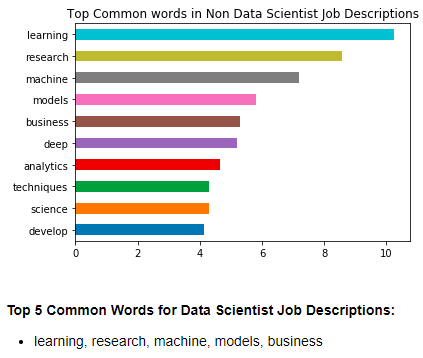 Top Common words in Non Data Scientist Job Descriptions
learning
research
machine
models
business
deep
analytics
techniques
science
develop
0 2 4 6 8 10
Top 5 Common Words for Data Scientist Job Descriptions:
• learning, research, machine, models, business